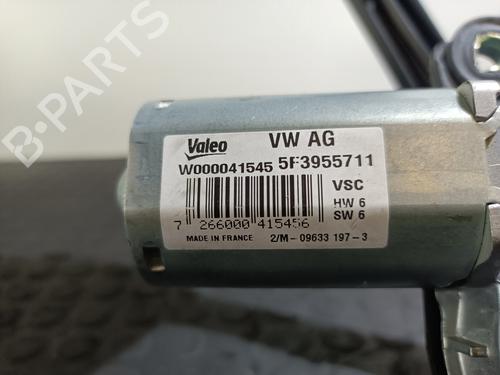 Valeo VW AG
W000041545 5F3955711
VSC
HW 6
SW 6
7 266000 415456
MADE IN FRANCE 2/M-09633 197-3
B-PARTS